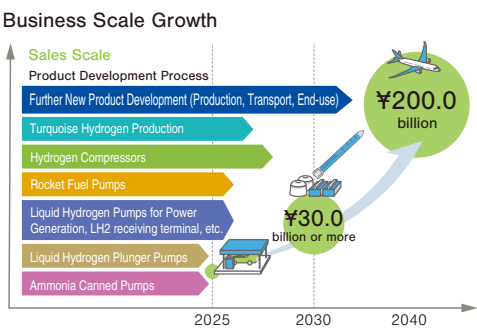 Business Scale Growth
Sales Scale
Product Development Process
Further New Product Development (Production, Transport, End-use)
Turquoise Hydrogen Production
Hydrogen Compressors
Rocket Fuel Pumps
Liquid Hydrogen Pumps for Power
Generation, LH2 receiving terminal, etc.
Liquid Hydrogen Plunger Pumps
Ammonia Canned Pumps
¥200.0
billion
¥30.0
billion or more
2025
2030
2040